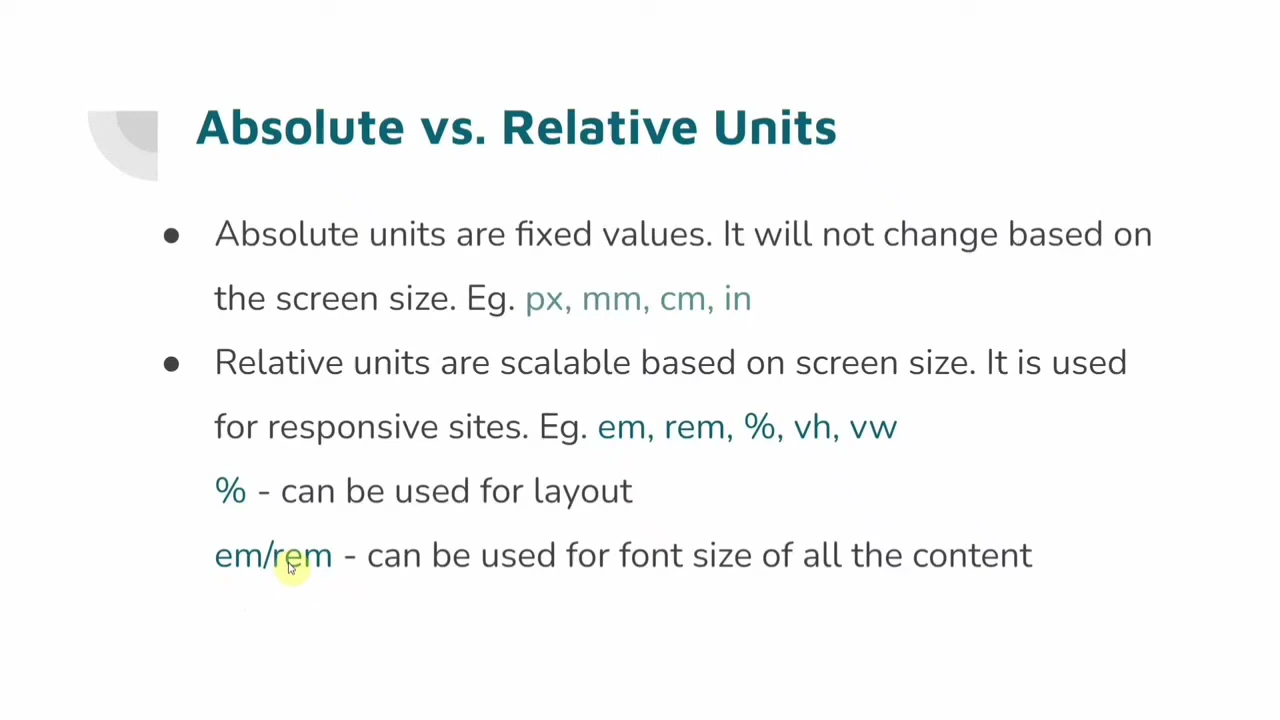 Absolute vs. Relative Units
● Absolute units are fixed values. It will not change based on
the screen size. Eg. px, mm, cm, in
● Relative units are scalable based on screen size. It is used
for responsive sites. Eg. em, rem, %, vh, vw
% - can be used for layout
em/rem - can be used for font size of all the content